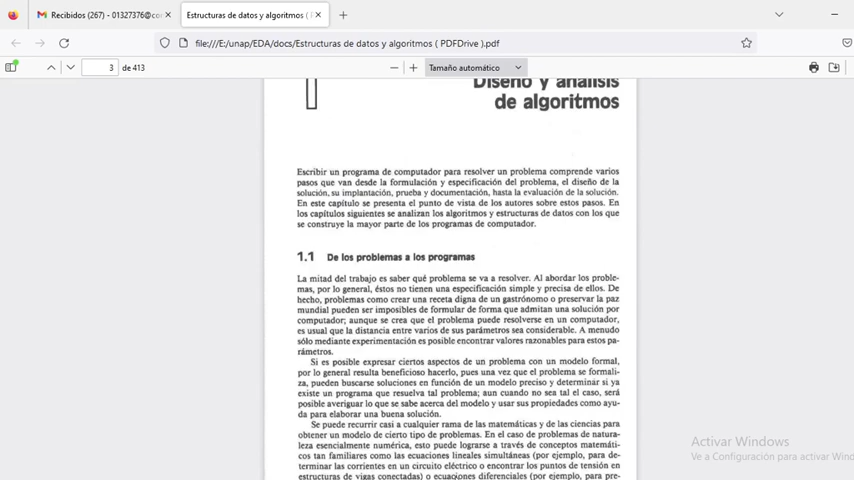 Recibidos (267) - 01327376@co
Estructuras de datos y algoritmos (
file:///E:/unap/EDA/docs/Estructuras de datos y algoritmos ( PDFDrive ).pdf
3 de 413
Tamaño automático
Diseño y análisis
de algoritmos
Escribir un programa de computador para resolver un problema comprende varios
pasos que van desde la formulación y especificación del problema, el diseño de la
solución, su implantación, prueba y documentación, hasta la evaluación de la solución.
En este capítulo se presenta el punto de vista de los autores sobre estos pasos. En
los capítulos siguientes se analizan los algoritmos y estructuras de datos con los que
se construye la mayor parte de los programas de computador.
1.1 De los problemas a los programas
La mitad del trabajo es saber qué problema se va a resolver. Al abordar los proble-
mas, por lo general, éstos no tienen una especificación simple y precisa de ellos. De
hecho, problemas como crear una receta digna de un gastrónomo o preservar la paz
mundial pueden ser imposibles de formular de forma que admitan una solución por
computador; aunque se crea que el problema puede resolverse en un computador,
es usual que la distancia entre varios de sus parámetros sea considerable. A menudo
sólo mediante experimentación es posible encontrar valores razonables para estos pa-
rámetros.
Si es posible expresar ciertos aspectos de un problema con un modelo formal,
por lo general resulta beneficioso hacerlo, pues una vez que el problema se formali-
za, pueden buscarse soluciones en función de un modelo preciso y determinar si ya
existe un programa que resuelva tal problema; aun cuando no sea tal el caso, será
posible averiguar lo que se sabe acerca del modelo y usar sus propiedades como ayu-
da para elaborar una buena solución.
Se puede recurrir casi a cualquier rama de las matemáticas y de las ciencias para
obtener un modelo de cierto tipo de problemas. En el caso de problemas de natura-
leza esencialmente numérica, esto puede lograrse a través de conceptos matemáti-
cos tan familiares como las ecuaciones lineales simultáneas (por ejemplo, para de-
terminar las corrientes en un circuito eléctrico o encontrar los puntos de tensión en
estructuras de vigas conectadas) o ecuaciones diferenciales (por ejemplo, para pre-
Activar Windows
Ve a Configuración para activar Wind